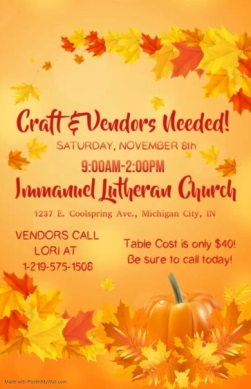 Craft & Vendors Needed!
SATURDAY, NOVEMBER 8th
9:00AM-2:00PM
Immanuel Lutheran Church
1237 E. Coolspring Ave., Michigan City, IN
VENDORS CALL
LORI AT
1-219-575-1506
Table Cost is only $40!
Be sure to call today!
Made with PosterMyWall.com